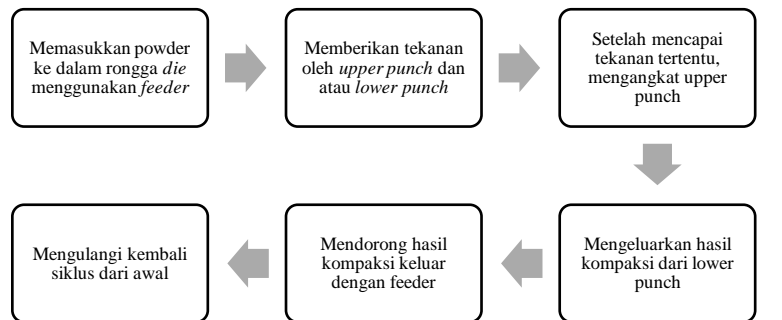 Memasukkan powder
ke dalam rongga die
menggunakan feeder
Memberikan tekanan
oleh upper punch dan
atau lower punch
Setelah mencapai
tekanan tertentu,
mengangkat upper
punch
Mengeluarkan hasil
kompaksi dari lower
punch
Mendorong hasil
kompaksi keluar
dengan feeder
Mengulangi kembali
siklus dari awal